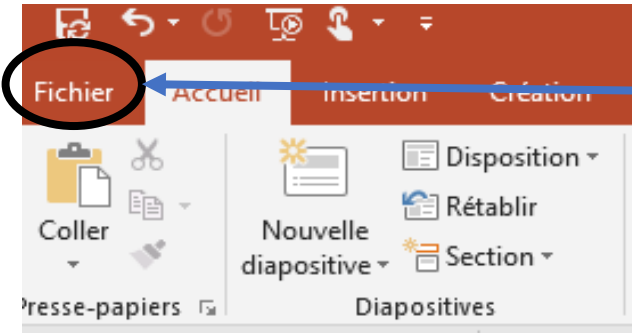 Fichier Accueil Insertion Création
Disposition
Rétablir
Coller Nouvelle
diapositive Section
Presse-papiers Diapositives